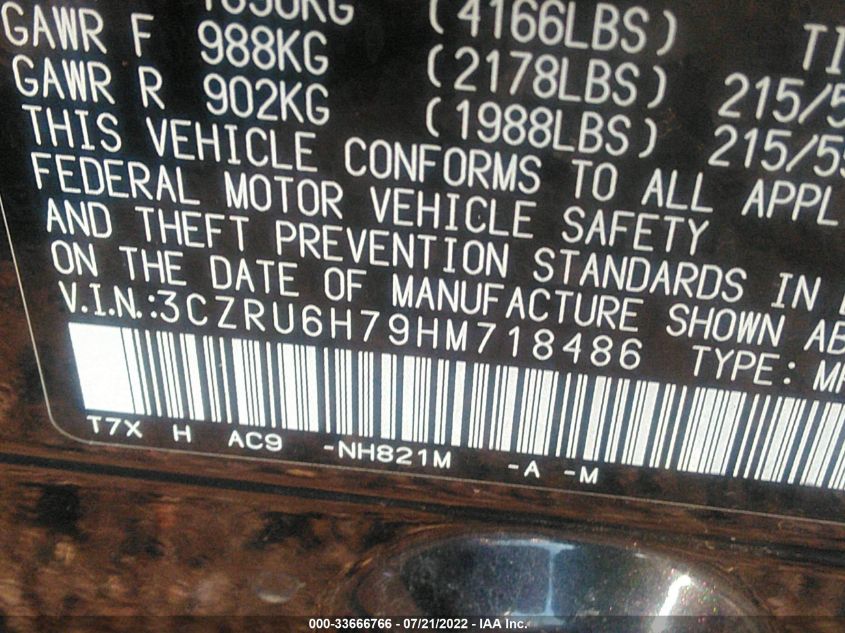 (4166LBS)
GAWR F 988KG (2178LBS) 215/5
GAWR R 902KG (1988LBS) 215/55
THIS VEHICLE CONFORMS TO ALL APPL
FEDERAL MOTOR VEHICLE SAFETY
AND THEFT PREVENTION STANDARDS IN
ON THE DATE OF MANUFACTURE SHOWN AB
V.I.N.:3CZRU6H79HM718486 TYPE:
T7X H AC9 -NH821M -A -M
000-33666766 - 07/21/2022 - IAA Inc.